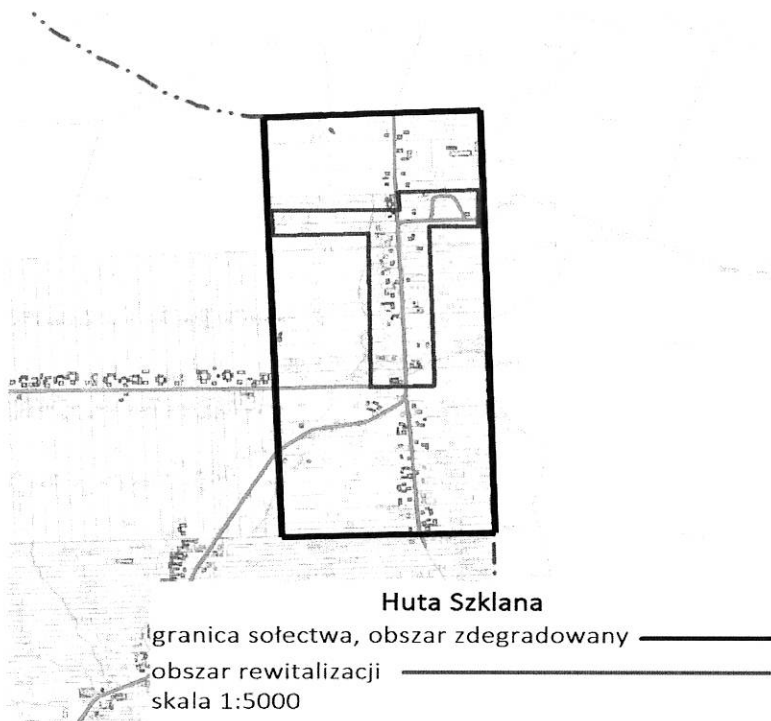 Huta Szklana
granica sołectwa, obszar zdegradowany
obszar rewitalizacji
skala 1:5000